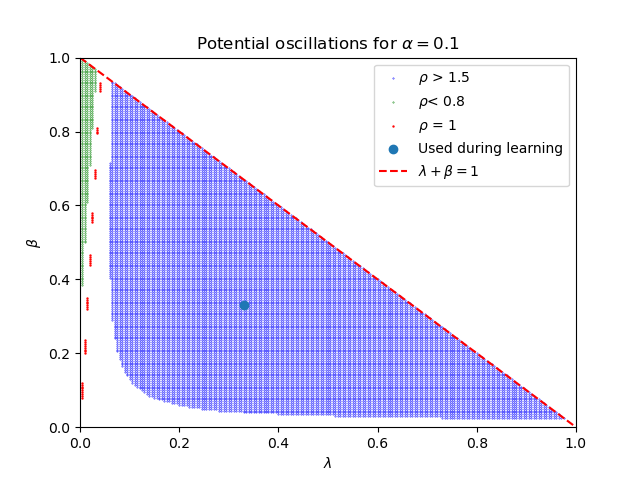 Potential oscillations for α = 0.1
1.0
0.8
0.6
0.4
0.2
0.0
β
ρ > 1.5
ρ< 0.8
ρ = 1
Used during learning
λ + β = 1
0.0 0.2 0.4 0.6 0.8 1.0
λ